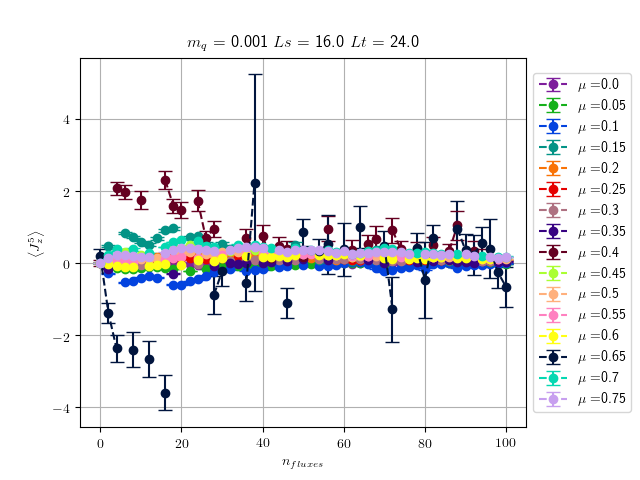 m_q = 0.001 Ls = 16.0 Lt = 24.0
⟨J_z^5⟩
4
2
0
−2
−4
0 20 40 60 80 100
n_fluxes
μ =0.0
μ =0.05
μ =0.1
μ =0.15
μ =0.2
μ =0.25
μ =0.3
μ =0.35
μ =0.4
μ =0.45
μ =0.5
μ =0.55
μ =0.6
μ =0.65
μ =0.7
μ =0.75